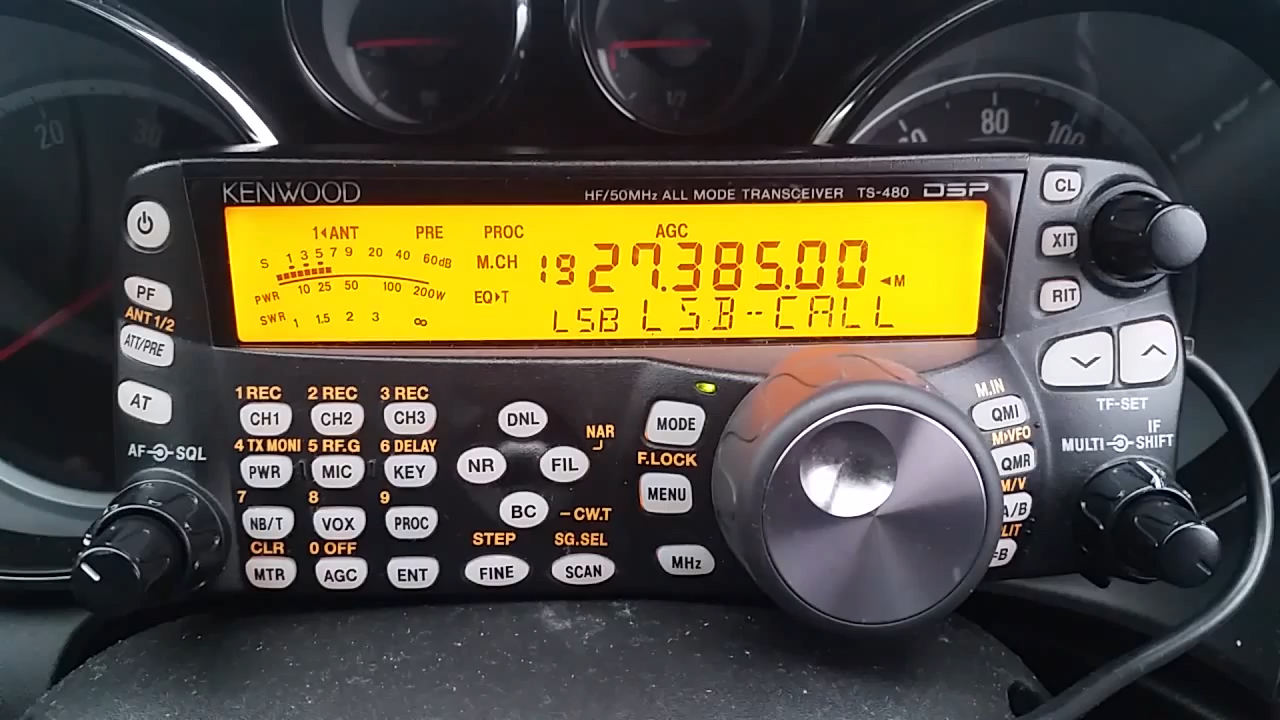 20 30
80 100
KENWOOD
HF/50MHz ALL MODE TRANSCEIVER TS-480 DSP
1◂ANT PRE PROC AGC
S 1 3 5 7 9 20 40 60dB
M.CH 19 27.385.00 ◂M
PWR 10 25 50 100 200W
EQ▸T
SWR 1 1.5 2 3 ∞
LSB LSB--CALL
CL
XIT
RIT
PF
ANT 1/2
ATT/PRE
AT
AF SQL
1 REC 2 REC 3 REC
CH1 CH2 CH3
4 TX MONI 5 RF.G 6 DELAY
PWR MIC KEY
7 8 9
NB/T VOX PROC
CLR 0 OFF
MTR AGC ENT
DNL
NAR
NR FIL
BC
–CW.T
STEP SG.SEL
FINE SCAN
MODE
F.LOCK
MENU
MHz
M.IN
QMI
M▸VFO
QMR
M/V
A/B
TF-SET
IF
MULTI SHIFT